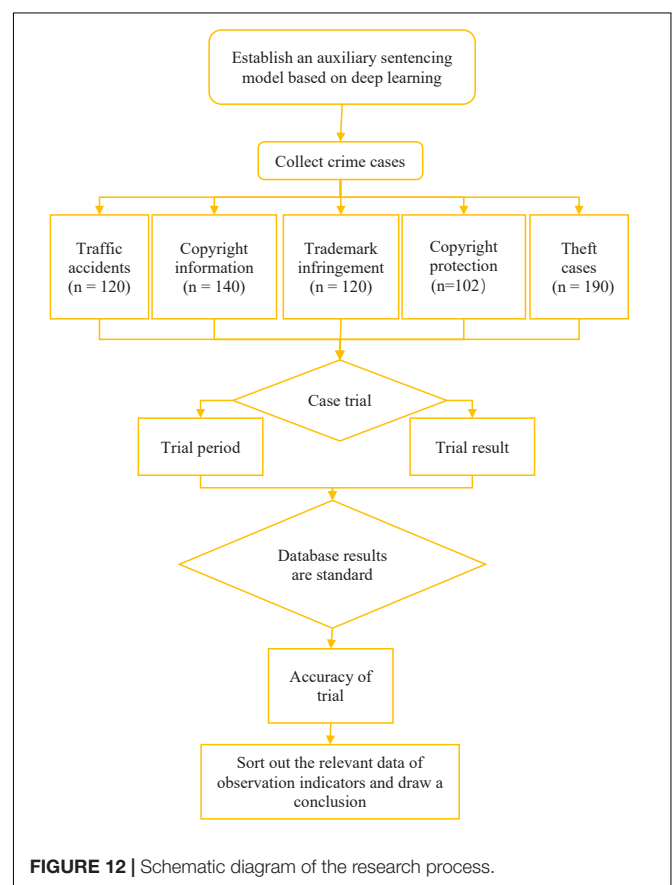 Establish an auxiliary sentencing
model based on deep learning
Collect crime cases
Traffic
accidents
(n = 120)
Copyright
information
(n = 140)
Trademark
infringement
(n = 120)
Copyright
protection
(n=102）
Theft
cases
(n = 190)
Case trial
Trial period
Trial result
Database results
are standard
Accuracy of
trial
Sort out the relevant data of
observation indicators and draw a
conclusion
FIGURE 12 | Schematic diagram of the research process.